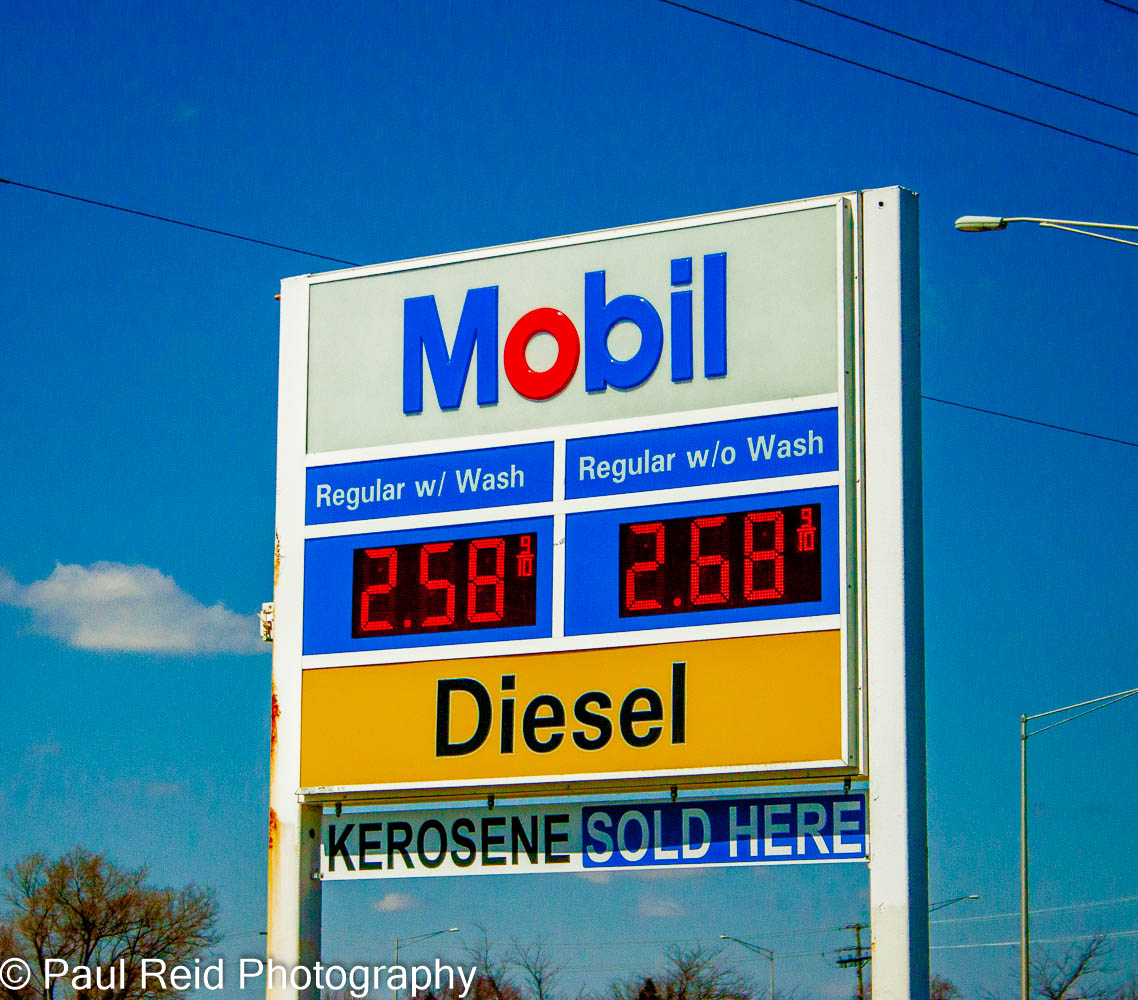 Mobil
Regular w/ Wash
Regular w/o Wash
2.58 9/10
2.68 9/10
Diesel
KEROSENE SOLD HERE
© Paul Reid Photography